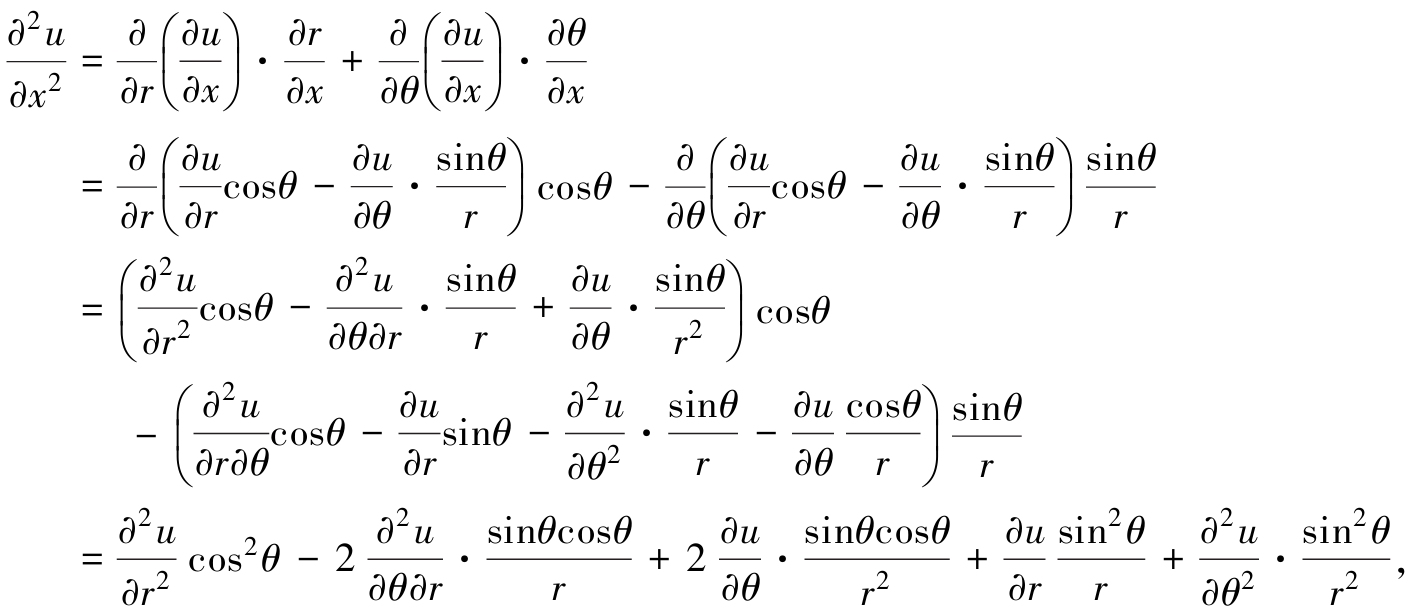 ∂²u/∂x² = ∂/∂r(∂u/∂x) · ∂r/∂x + ∂/∂θ(∂u/∂x) · ∂θ/∂x
= ∂/∂r(∂u/∂r cosθ − ∂u/∂θ · sinθ/r) cosθ − ∂/∂θ(∂u/∂r cosθ − ∂u/∂θ · sinθ/r) sinθ/r
= (∂²u/∂r² cosθ − ∂²u/∂θ∂r · sinθ/r + ∂u/∂θ · sinθ/r²) cosθ
− (∂²u/∂r∂θ cosθ − ∂u/∂r sinθ − ∂²u/∂θ² · sinθ/r − ∂u/∂θ cosθ/r) sinθ/r
= ∂²u/∂r² cos²θ − 2 ∂²u/∂θ∂r · sinθcosθ/r + 2 ∂u/∂θ · sinθcosθ/r² + ∂u/∂r sin²θ/r + ∂²u/∂θ² · sin²θ/r²,